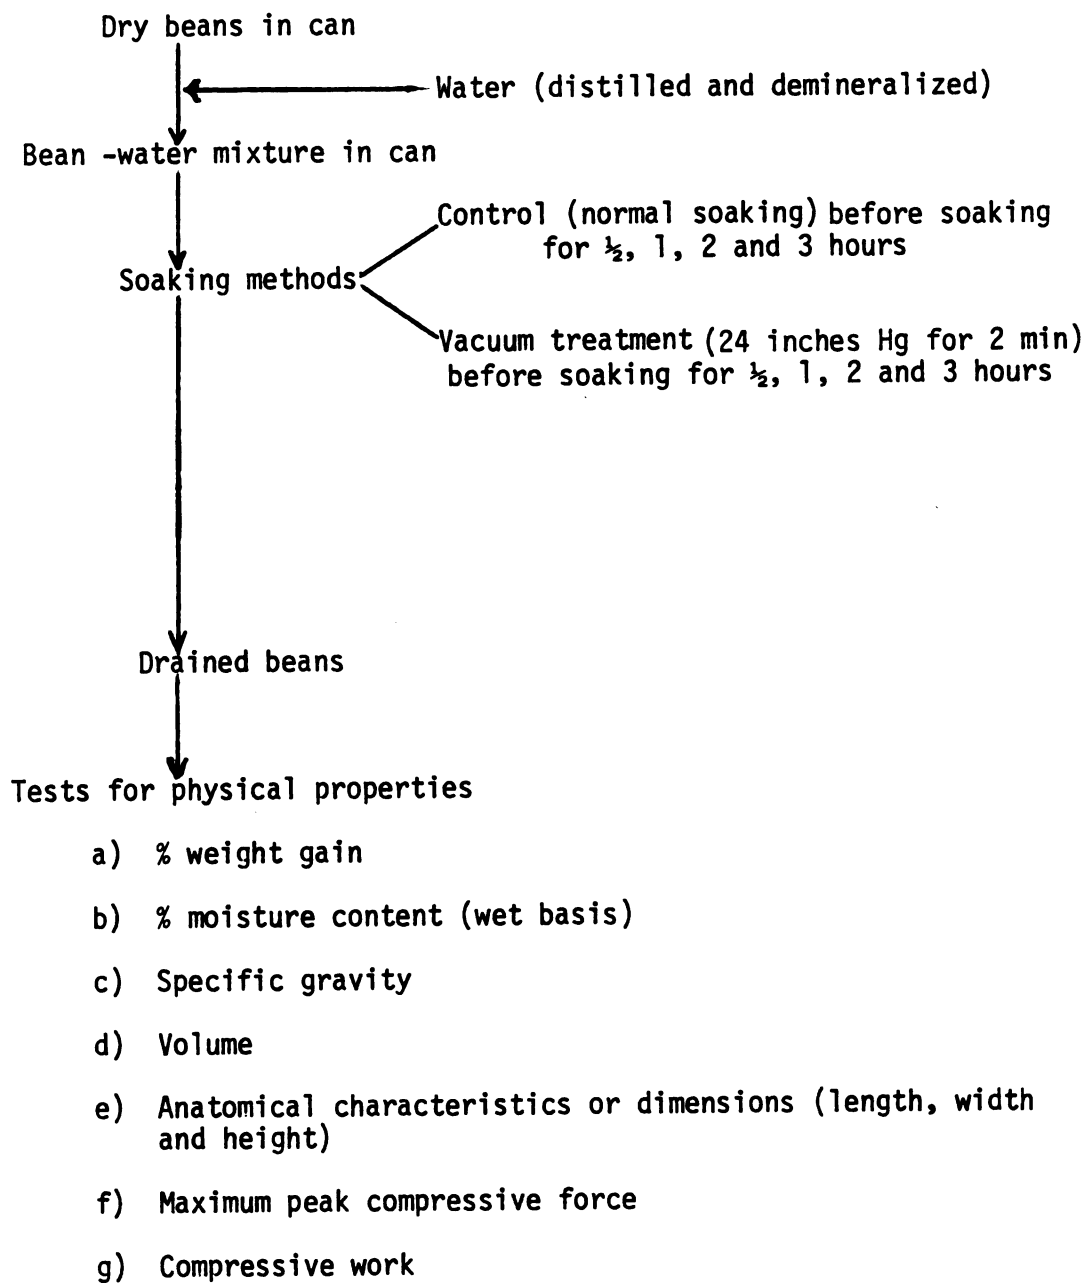 Dry beans in can
Water (distilled and demineralized)
Bean -water mixture in can
Control (normal soaking) before soaking
for ½, 1, 2 and 3 hours
Soaking methods
Vacuum treatment (24 inches Hg for 2 min)
before soaking for ½, 1, 2 and 3 hours
Drained beans
Tests for physical properties
a) % weight gain
b) % moisture content (wet basis)
c) Specific gravity
d) Volume
e) Anatomical characteristics or dimensions (length, width
and height)
f) Maximum peak compressive force
g) Compressive work